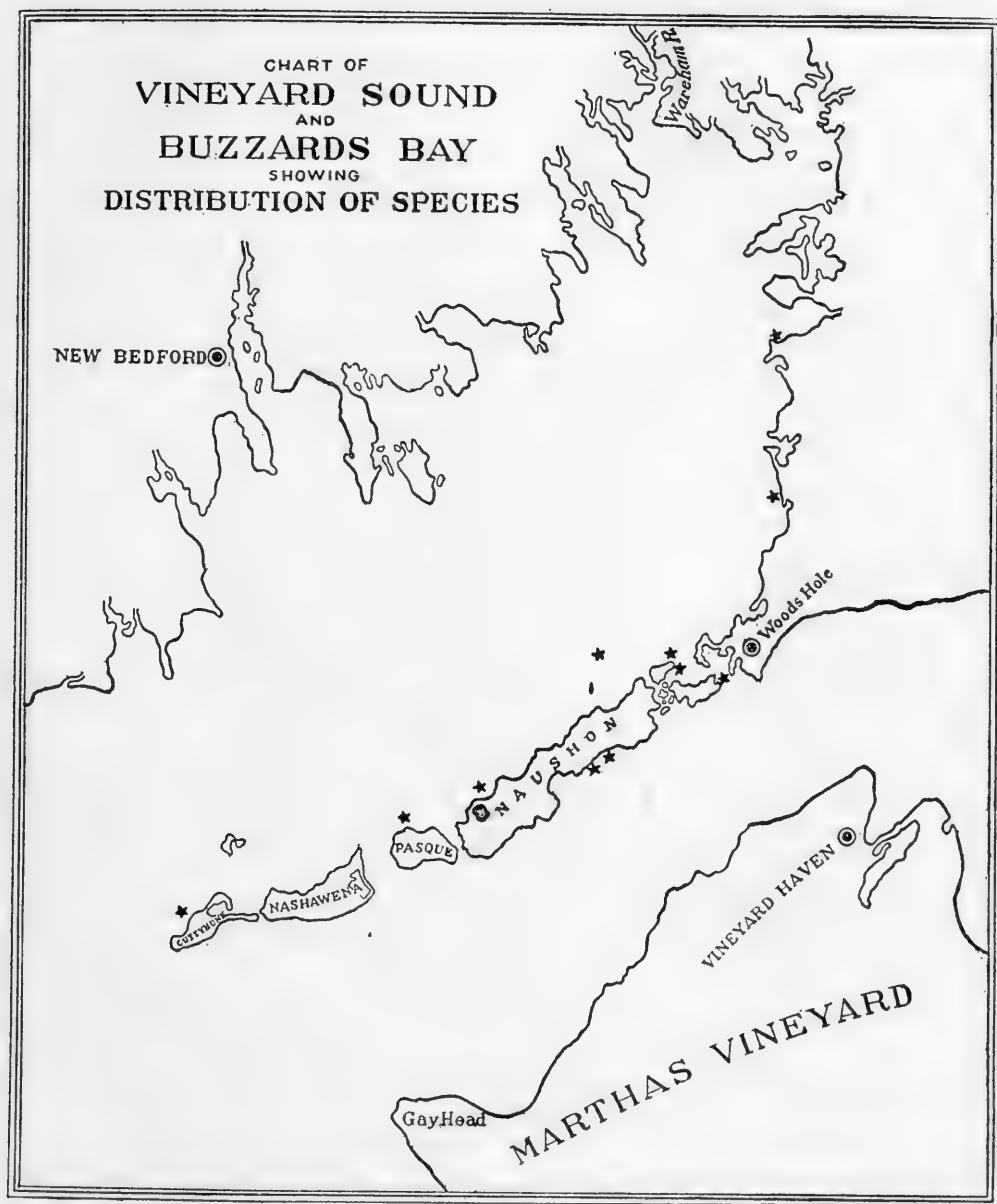 CHART OF
VINEYARD SOUND
AND
BUZZARDS BAY
SHOWING
DISTRIBUTION OF SPECIES
Wareham R.
NEW BEDFORD
Woods Hole
NAUSHON
PASQUE
NASHAWENA
CUTTYHUNK
VINEYARD HAVEN
MARTHAS VINEYARD
Gay Head